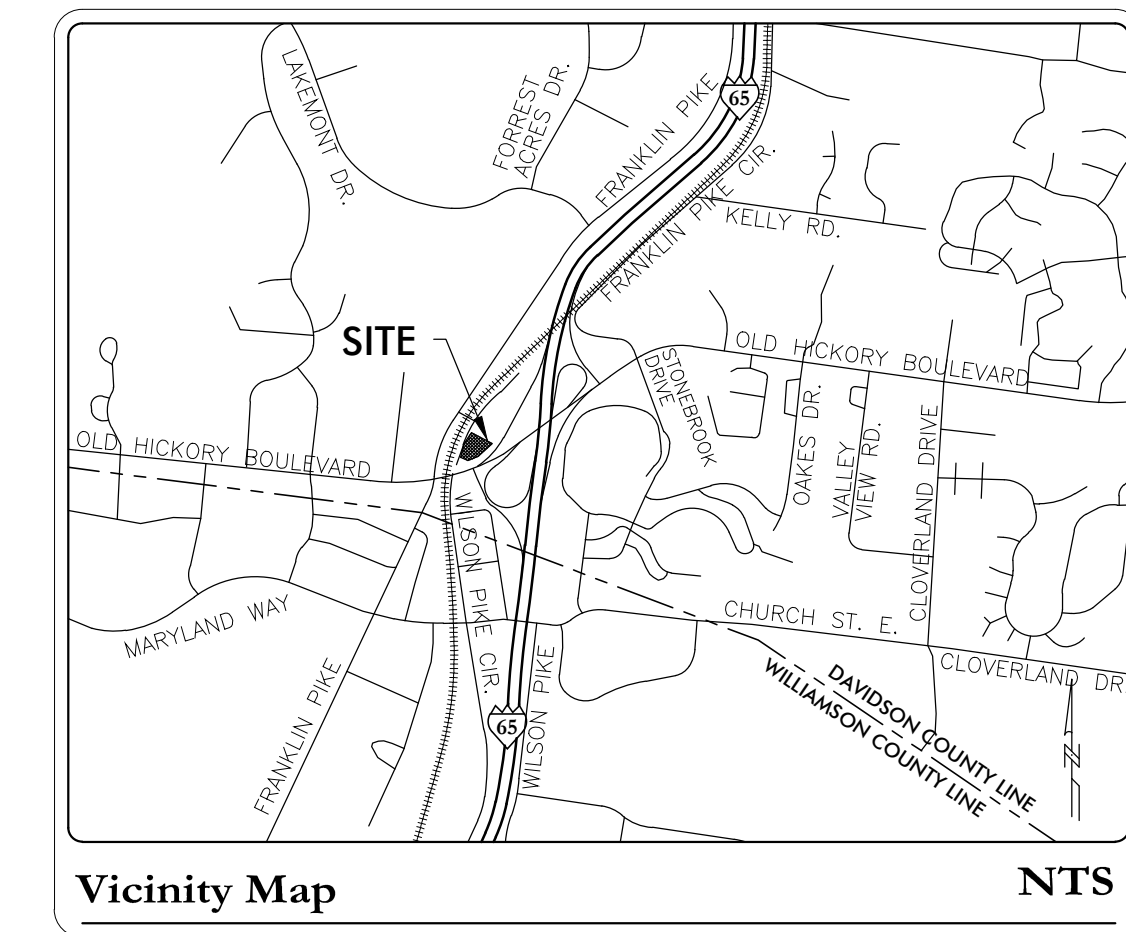 LAKEMONT DR.
FORREST
ACRES DR.
FRANKLIN PIKE
65
FRANKLIN PIKE CIR.
KELLY RD.
SITE
OLD HICKORY BOULEVARD
STONEBROOK
DRIVE
OLD HICKORY BOULEVARD
OAKES DR.
VALLEY
VIEW RD.
CLOVERLAND DRIVE
WILSON PIKE CIR.
MARYLAND WAY
CHURCH ST. E.
CLOVERLAND DR.
FRANKLIN PIKE
WILSON PIKE
65
DAVIDSON COUNTY LINE
WILLIAMSON COUNTY LINE
N
Vicinity Map
NTS